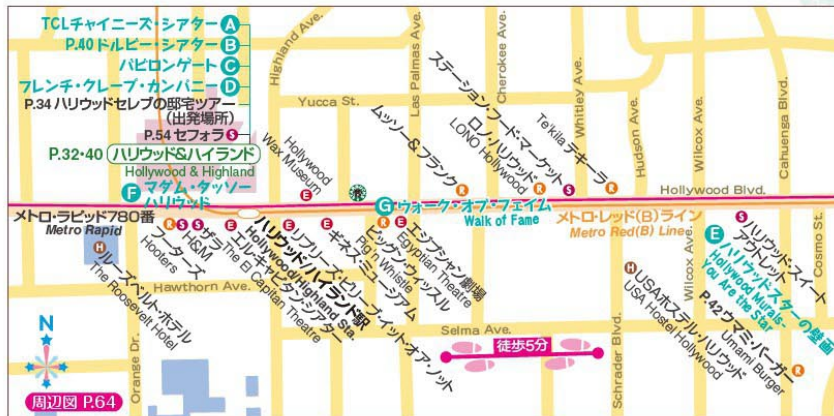 TCLチャイニーズ・シアター A
P.40 ドルビー・シアター B
バビロンゲート C
フレンチ・クレープ・カンパニー D
P.34 ハリウッドセレブの邸宅ツアー
(出発場所)
P.54 セフォラ S
P.32・40 ハリウッド&ハイランド
Hollywood & Highland
F マダム・タッソー
ハリウッド
メトロ・ラピッド780番
Metro Rapid
H
ルーズベルト・ホテル
The Roosevelt Hotel
Orange Dr.
N
周辺図 P.64
Highland Ave.
Yucca St.
Las Palmas Ave.
Cherokee Ave.
Whitley Ave.
Hudson Ave.
Wilcox Ave.
Cahuenga Blvd.
Hollywood
Wax Museum
E
ムッソー&フランク R
ロノ・ハリウッド
LONO Hollywood R
ステーション・フード・マーケット S
Te'kila テキーラ R
Hollywood Blvd.
G ウォーク・オブ・フェイム
Walk of Fame
メトロ・レッド(B)ライン
Metro Red(B) Line
R
フーターズ
Hooters
S
H&M
S
ザラ
E
エルキャピタンシアター
The El Capitan Theatre
ハリウッド/ハイランド駅
Hollywood/Highland Sta.
E
リプリーズ・ビリーブ・イット・オア・ノット
E
ギネス・ミュージアム
R
ピッグン・ウィッスル
Pig'n Whistle
E
エジプシャン劇場
Egyptian Theatre
Hawthorn Ave.
Selma Ave.
徒歩5分
Schrader Blvd.
H
USAホステル・ハリウッド
USA Hostel Hollywood
Wilcox Ave.
E
ハリウッドスターの壁画
Hollywood Murals-
You Are the Star
S
ハリウッド・スイート
アウトレット
P.42 ウマミ・バーガー
Umami Burger R
Cosmo St.